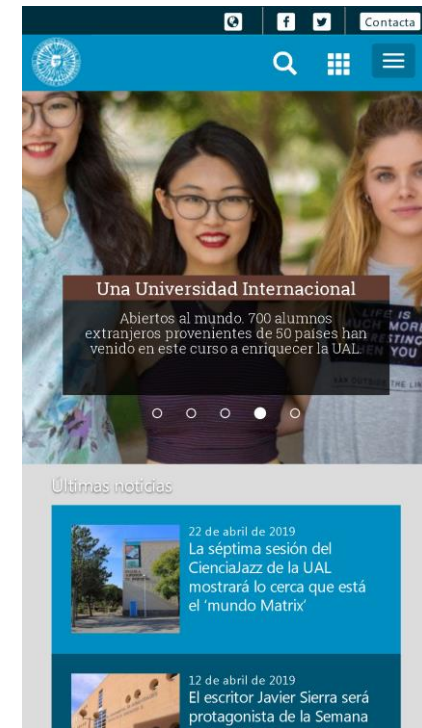 Contacta
Una Universidad Internacional
Abiertos al mundo. 700 alumnos
extranjeros provenientes de 50 países han
venido en este curso a enriquecer la UAL.
Últimas noticias
22 de abril de 2019
La séptima sesión del
CienciaJazz de la UAL
mostrará lo cerca que está
el ‘mundo Matrix’
12 de abril de 2019
El escritor Javier Sierra será
protagonista de la Semana